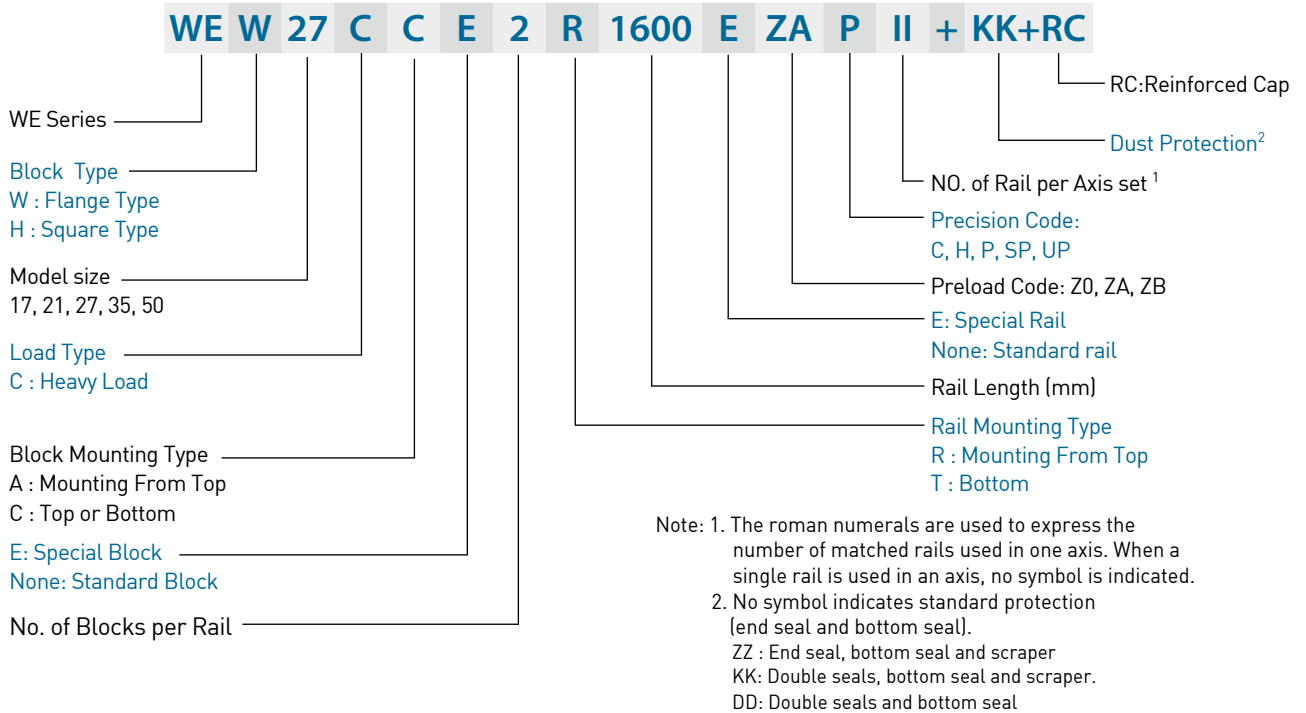 WE W 27 C C E 2 R 1600 E ZA P II + KK+RC
WE Series
Block Type
W : Flange Type
H : Square Type
Model size
17, 21, 27, 35, 50
Load Type
C : Heavy Load
Block Mounting Type
A : Mounting From Top
C : Top or Bottom
E: Special Block
None: Standard Block
No. of Blocks per Rail
RC:Reinforced Cap
Dust Protection2
NO. of Rail per Axis set 1
Precision Code:
C, H, P, SP, UP
Preload Code: Z0, ZA, ZB
E: Special Rail
None: Standard rail
Rail Length (mm)
Rail Mounting Type
R : Mounting From Top
T : Bottom
Note: 1. The roman numerals are used to express the
number of matched rails used in one axis. When a
single rail is used in an axis, no symbol is indicated.
2. No symbol indicates standard protection
(end seal and bottom seal).
ZZ : End seal, bottom seal and scraper
KK: Double seals, bottom seal and scraper.
DD: Double seals and bottom seal